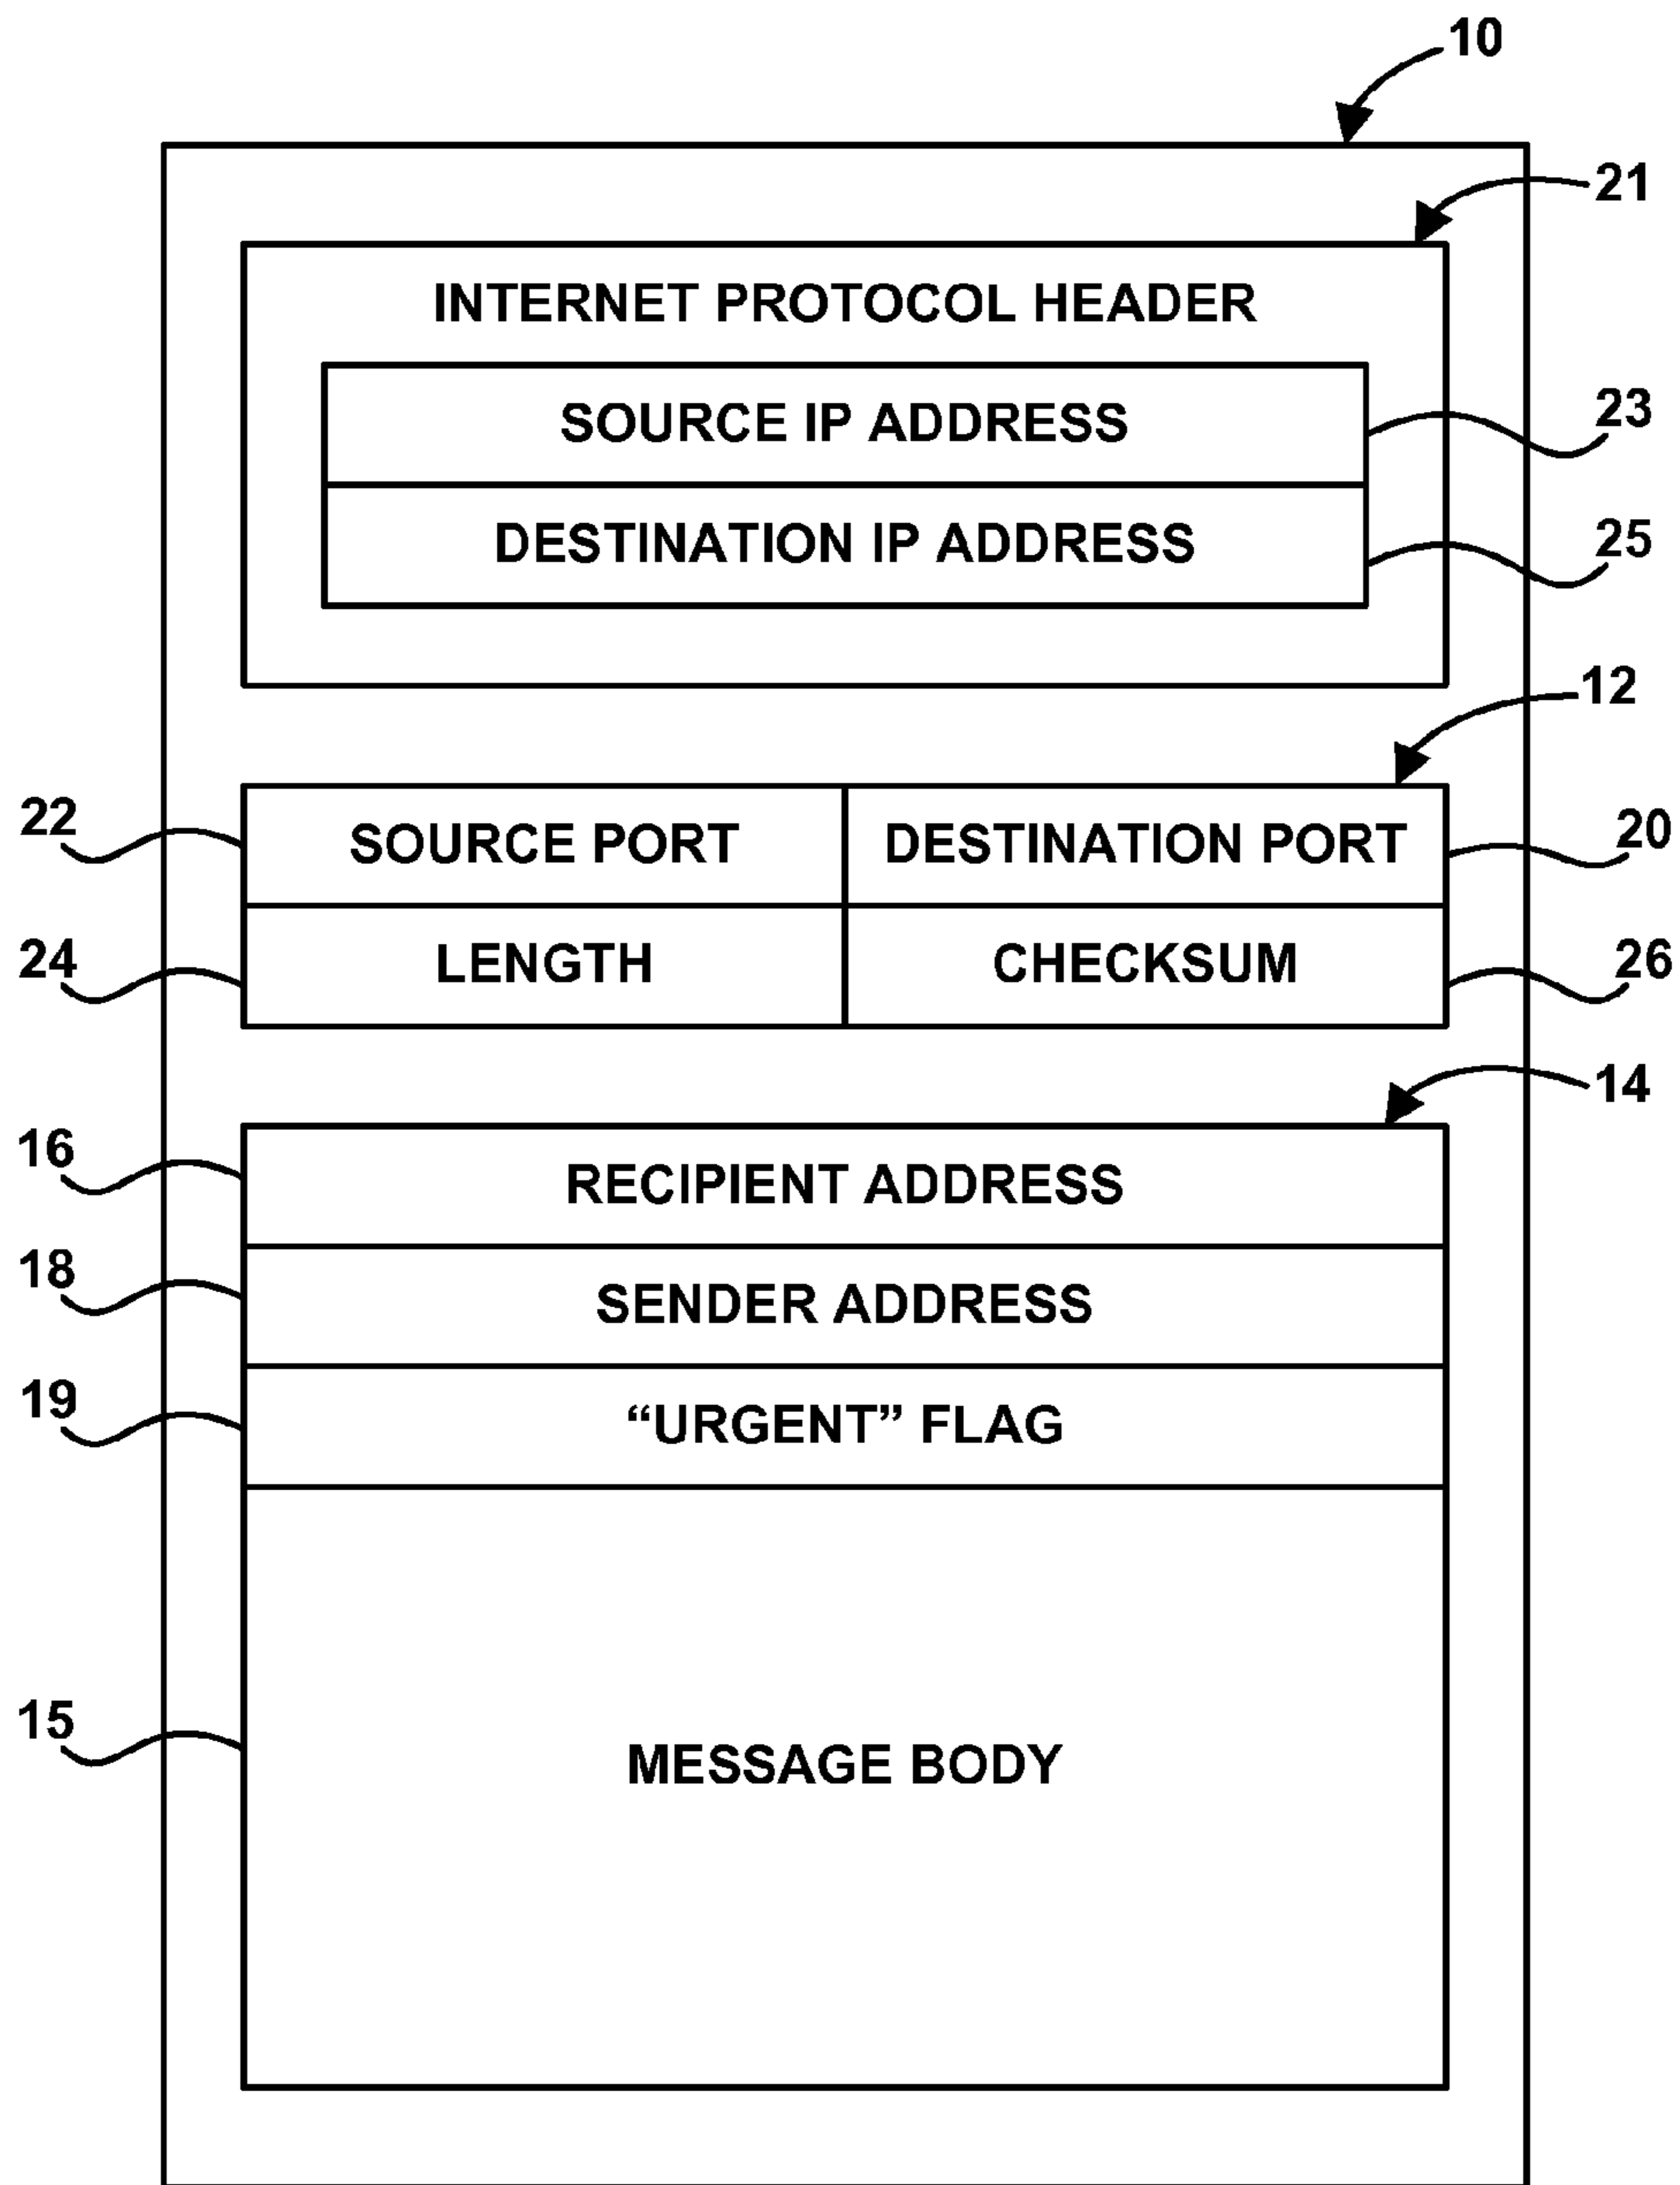 10
21
INTERNET PROTOCOL HEADER
SOURCE IP ADDRESS
23
DESTINATION IP ADDRESS
25
12
22
SOURCE PORT
DESTINATION PORT
20
24
LENGTH
CHECKSUM
26
14
16
RECIPIENT ADDRESS
18
SENDER ADDRESS
19
“URGENT” FLAG
15
MESSAGE BODY